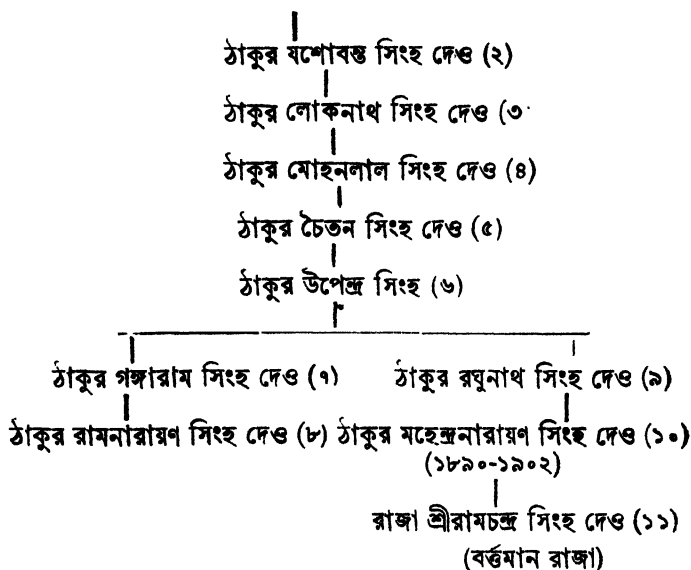 ঠাকুর যশোবন্ত সিংহ দেও (২)
ঠাকুর লোকনাথ সিংহ দেও (৩
ঠাকুর মোহনলাল সিংহ দেও (৪)
ঠাকুর চৈতন সিংহ দেও (৫)
ঠাকুর উপেন্দ্র সিংহ (৬)
ঠাকুর গঙ্গারাম সিংহ দেও (৭) ঠাকুর রঘুনাথ সিংহ দেও (৯)
ঠাকুর রামনারায়ণ সিংহ দেও (৮) ঠাকুর মহেন্দ্রনারায়ণ সিংহ দেও (১০)
(১৮৯০-১৯০২)
রাজা শ্রীরামচন্দ্র সিংহ দেও (১১)
(বর্ত্তমান রাজা)